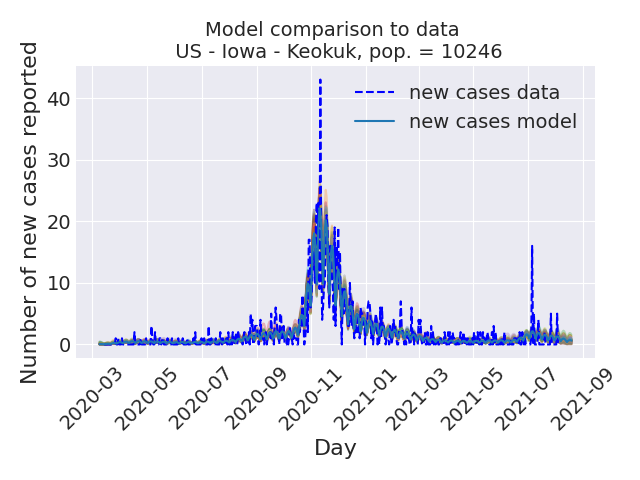 Model comparison to data
US - Iowa - Keokuk, pop. = 10246
new cases data
new cases model
Number of new cases reported
40
30
20
10
0
2020-03
2020-05
2020-07
2020-09
2020-11
2021-01
2021-03
2021-05
2021-07
2021-09
Day